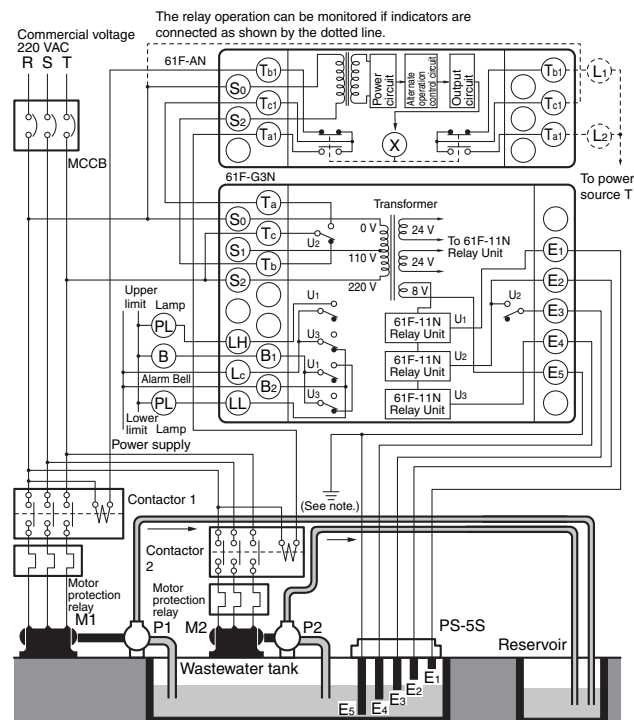 The relay operation can be monitored if indicators are
connected as shown by the dotted line.
Commercial voltage
220 VAC
R S T
MCCB
61F-AN
S0
S2
Tb1
Tc1
Ta1
Power circuit
Alternate operation control circuit
Output circuit
X
Tb1
Tc1
Ta1
L1
L2
To power
source T
61F-G3N
Ta
S0
Tc
S1
Tb
S2
U2
Transformer
0 V
110 V
220 V
24 V
24 V
8 V
To 61F-11N
Relay Unit
E1
E2
E3
E4
E5
U2
61F-11N
Relay Unit
U1
61F-11N
Relay Unit
U2
61F-11N
Relay Unit
U3
Upper
limit
Lamp
PL
B
Alarm Bell
PL
Lower
limit
Lamp
Power supply
LH
Lc
LL
B1
B2
U1
U3
U1
U3
(See note.)
Contactor 1
Contactor
2
Motor
protection
relay
Motor
protection
relay
M1
P1
M2
P2
PS-5S
Reservoir
Wastewater tank
E5
E4
E3
E2
E1